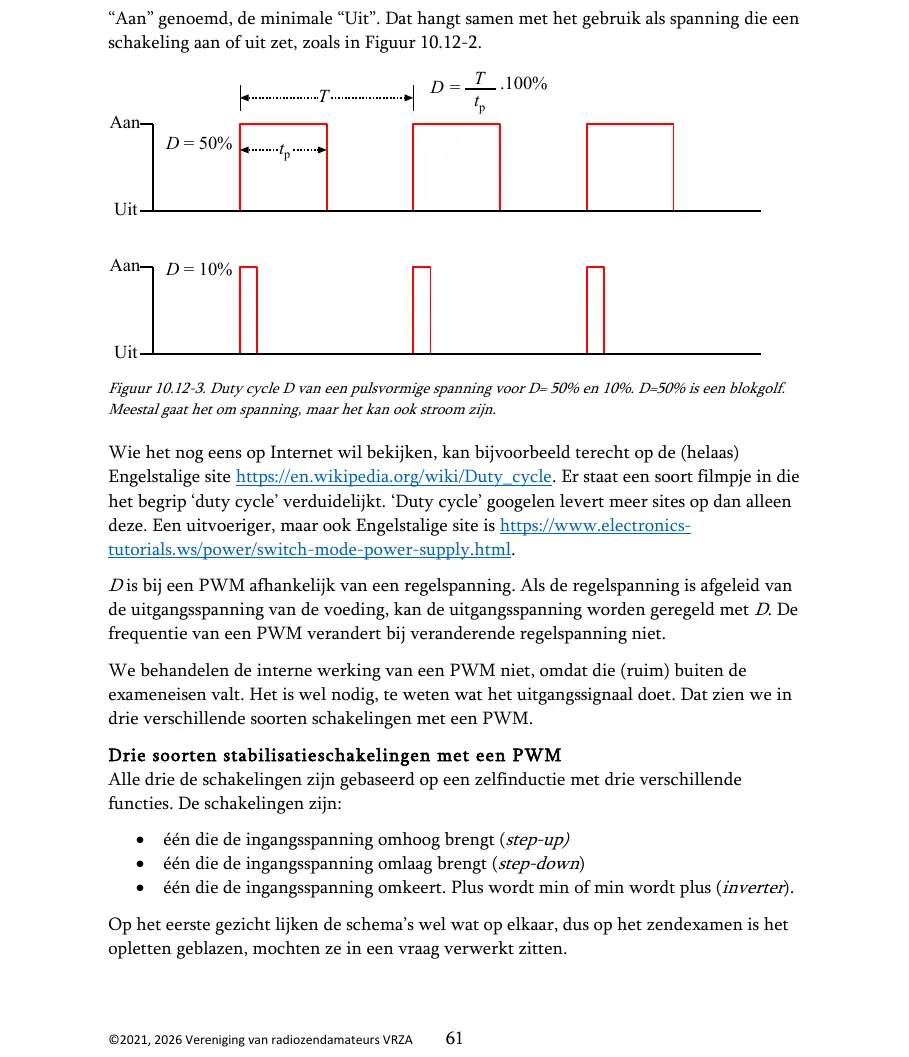 “Aan” genoemd, de minimale “Uit”. Dat hangt samen met het gebruik als spanning die een
schakeling aan of uit zet, zoals in Figuur 10.12-2.
T
D = T / tp .100%
Aan
D = 50%
tp
Uit
Aan
D = 10%
Uit
Figuur 10.12-3. Duty cycle D van een pulsvormige spanning voor D= 50% en 10%. D=50% is een blokgolf.
Meestal gaat het om spanning, maar het kan ook stroom zijn.
Wie het nog eens op Internet wil bekijken, kan bijvoorbeeld terecht op de (helaas)
Engelstalige site https://en.wikipedia.org/wiki/Duty_cycle. Er staat een soort filmpje in die
het begrip ‘duty cycle’ verduidelijkt. ‘Duty cycle’ googelen levert meer sites op dan alleen
deze. Een uitvoeriger, maar ook Engelstalige site is https://www.electronics-
tutorials.ws/power/switch-mode-power-supply.html.
D is bij een PWM afhankelijk van een regelspanning. Als de regelspanning is afgeleid van
de uitgangsspanning van de voeding, kan de uitgangsspanning worden geregeld met D. De
frequentie van een PWM verandert bij veranderende regelspanning niet.
We behandelen de interne werking van een PWM niet, omdat die (ruim) buiten de
exameneisen valt. Het is wel nodig, te weten wat het uitgangssignaal doet. Dat zien we in
drie verschillende soorten schakelingen met een PWM.
Drie soorten stabilisatieschakelingen met een PWM
Alle drie de schakelingen zijn gebaseerd op een zelfinductie met drie verschillende
functies. De schakelingen zijn:
• één die de ingangsspanning omhoog brengt (step-up)
• één die de ingangsspanning omlaag brengt (step-down)
• één die de ingangsspanning omkeert. Plus wordt min of min wordt plus (inverter).
Op het eerste gezicht lijken de schema’s wel wat op elkaar, dus op het zendexamen is het
opletten geblazen, mochten ze in een vraag verwerkt zitten.
©2021, 2026 Vereniging van radiozendamateurs VRZA 61